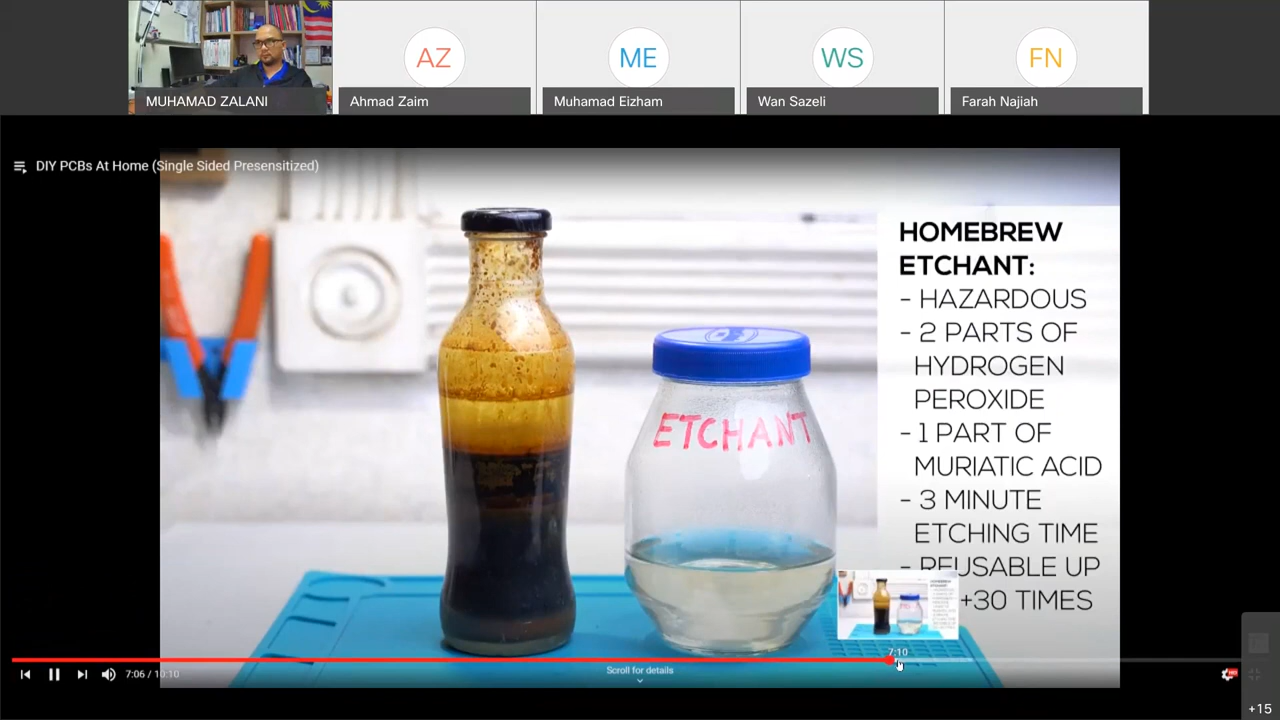 AZ
ME
WS
FN
MUHAMAD ZALANI
Ahmad Zaim
Muhamad Eizham
Wan Sazeli
Farah Najiah
DIY PCBs At Home (Single Sided Presensitized)
HOMEBREW
ETCHANT:
- HAZARDOUS
- 2 PARTS OF
HYDROGEN
PEROXIDE
- 1 PART OF
MURIATIC ACID
- 3 MINUTE
ETCHING TIME
- REUSABLE UP
+30 TIMES
ETCHANT
7:10
Scroll for details
7:06 / 10:10
+15